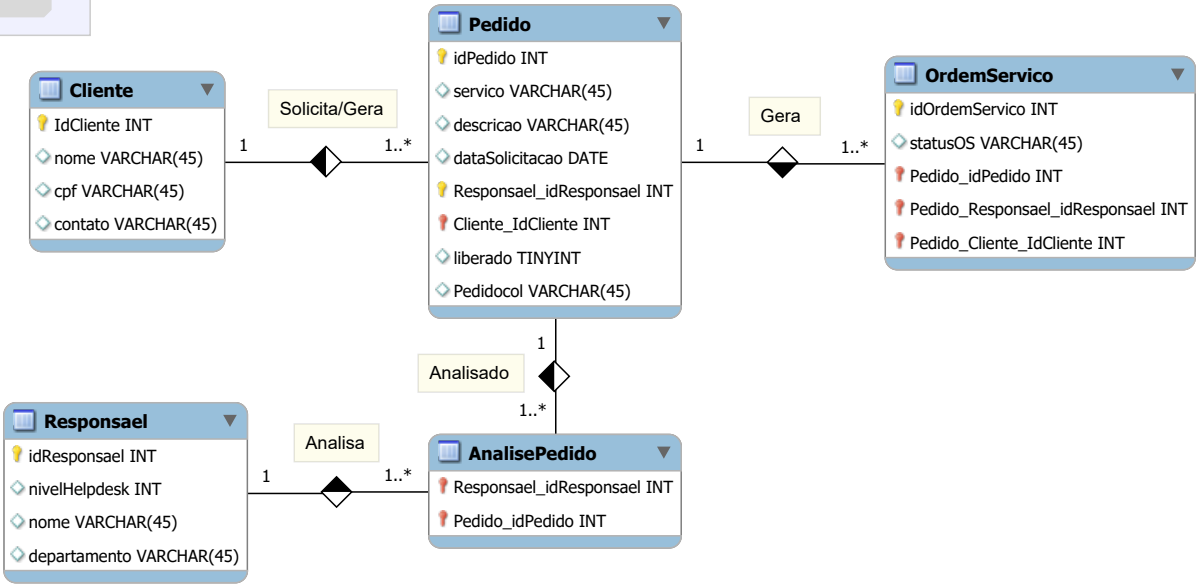 Cliente
IdCliente INT
nome VARCHAR(45)
cpf VARCHAR(45)
contato VARCHAR(45)
Solicita/Gera
1
1..*
Pedido
idPedido INT
servico VARCHAR(45)
descricao VARCHAR(45)
dataSolicitacao DATE
Responsael_idResponsael INT
Cliente_IdCliente INT
liberado TINYINT
Pedidocol VARCHAR(45)
Gera
1
1..*
OrdemServico
idOrdemServico INT
statusOS VARCHAR(45)
Pedido_idPedido INT
Pedido_Responsael_idResponsael INT
Pedido_Cliente_IdCliente INT
1
Analisado
1..*
Responsael
idResponsael INT
nivelHelpdesk INT
nome VARCHAR(45)
departamento VARCHAR(45)
Analisa
1
1..*
AnalisePedido
Responsael_idResponsael INT
Pedido_idPedido INT